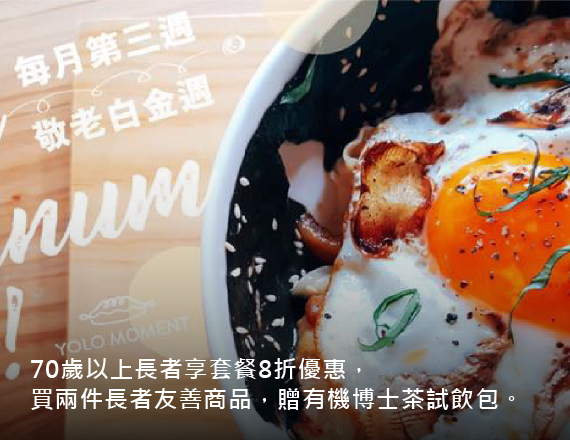 每月第三週
敬老白金週
num
!
YOLO MOMENT
70歲以上長者享套餐8折優惠，
買兩件長者友善商品，贈有機博士茶試飲包。